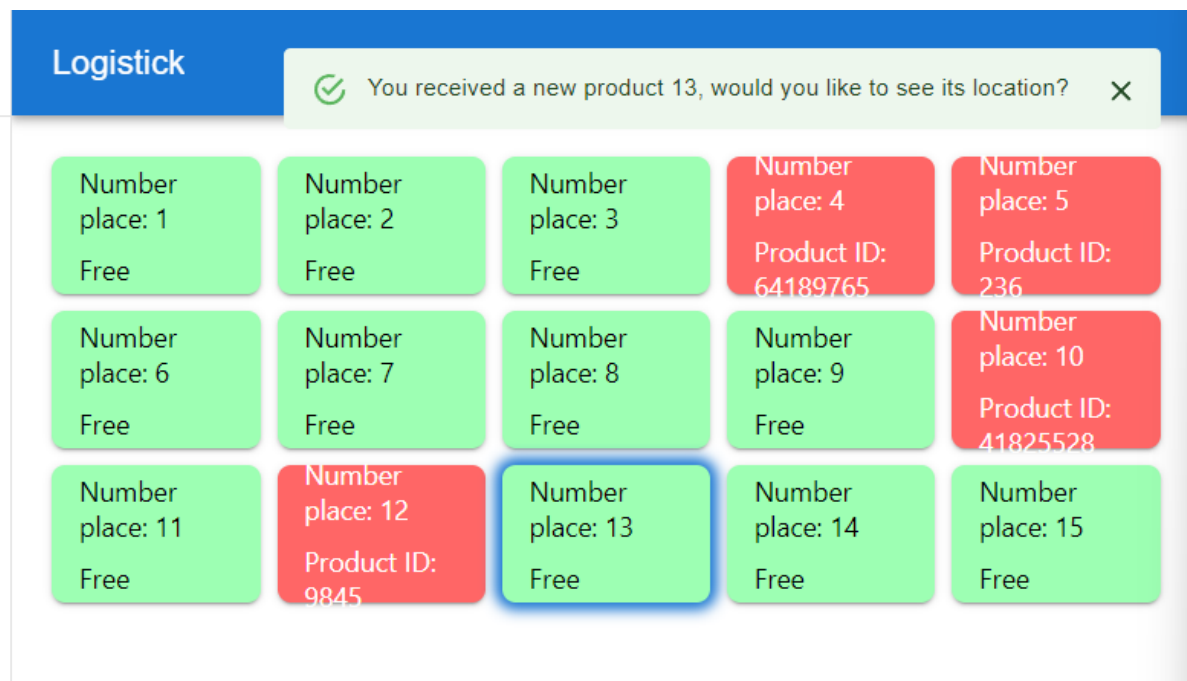 Logistick
You received a new product 13, would you like to see its location?
Number
place: 1
Free
Number
place: 2
Free
Number
place: 3
Free
Number
place: 4
Product ID:
64189765
Number
place: 5
Product ID:
236
Number
place: 6
Free
Number
place: 7
Free
Number
place: 8
Free
Number
place: 9
Free
Number
place: 10
Product ID:
41825528
Number
place: 11
Free
Number
place: 12
Product ID:
9845
Number
place: 13
Free
Number
place: 14
Free
Number
place: 15
Free